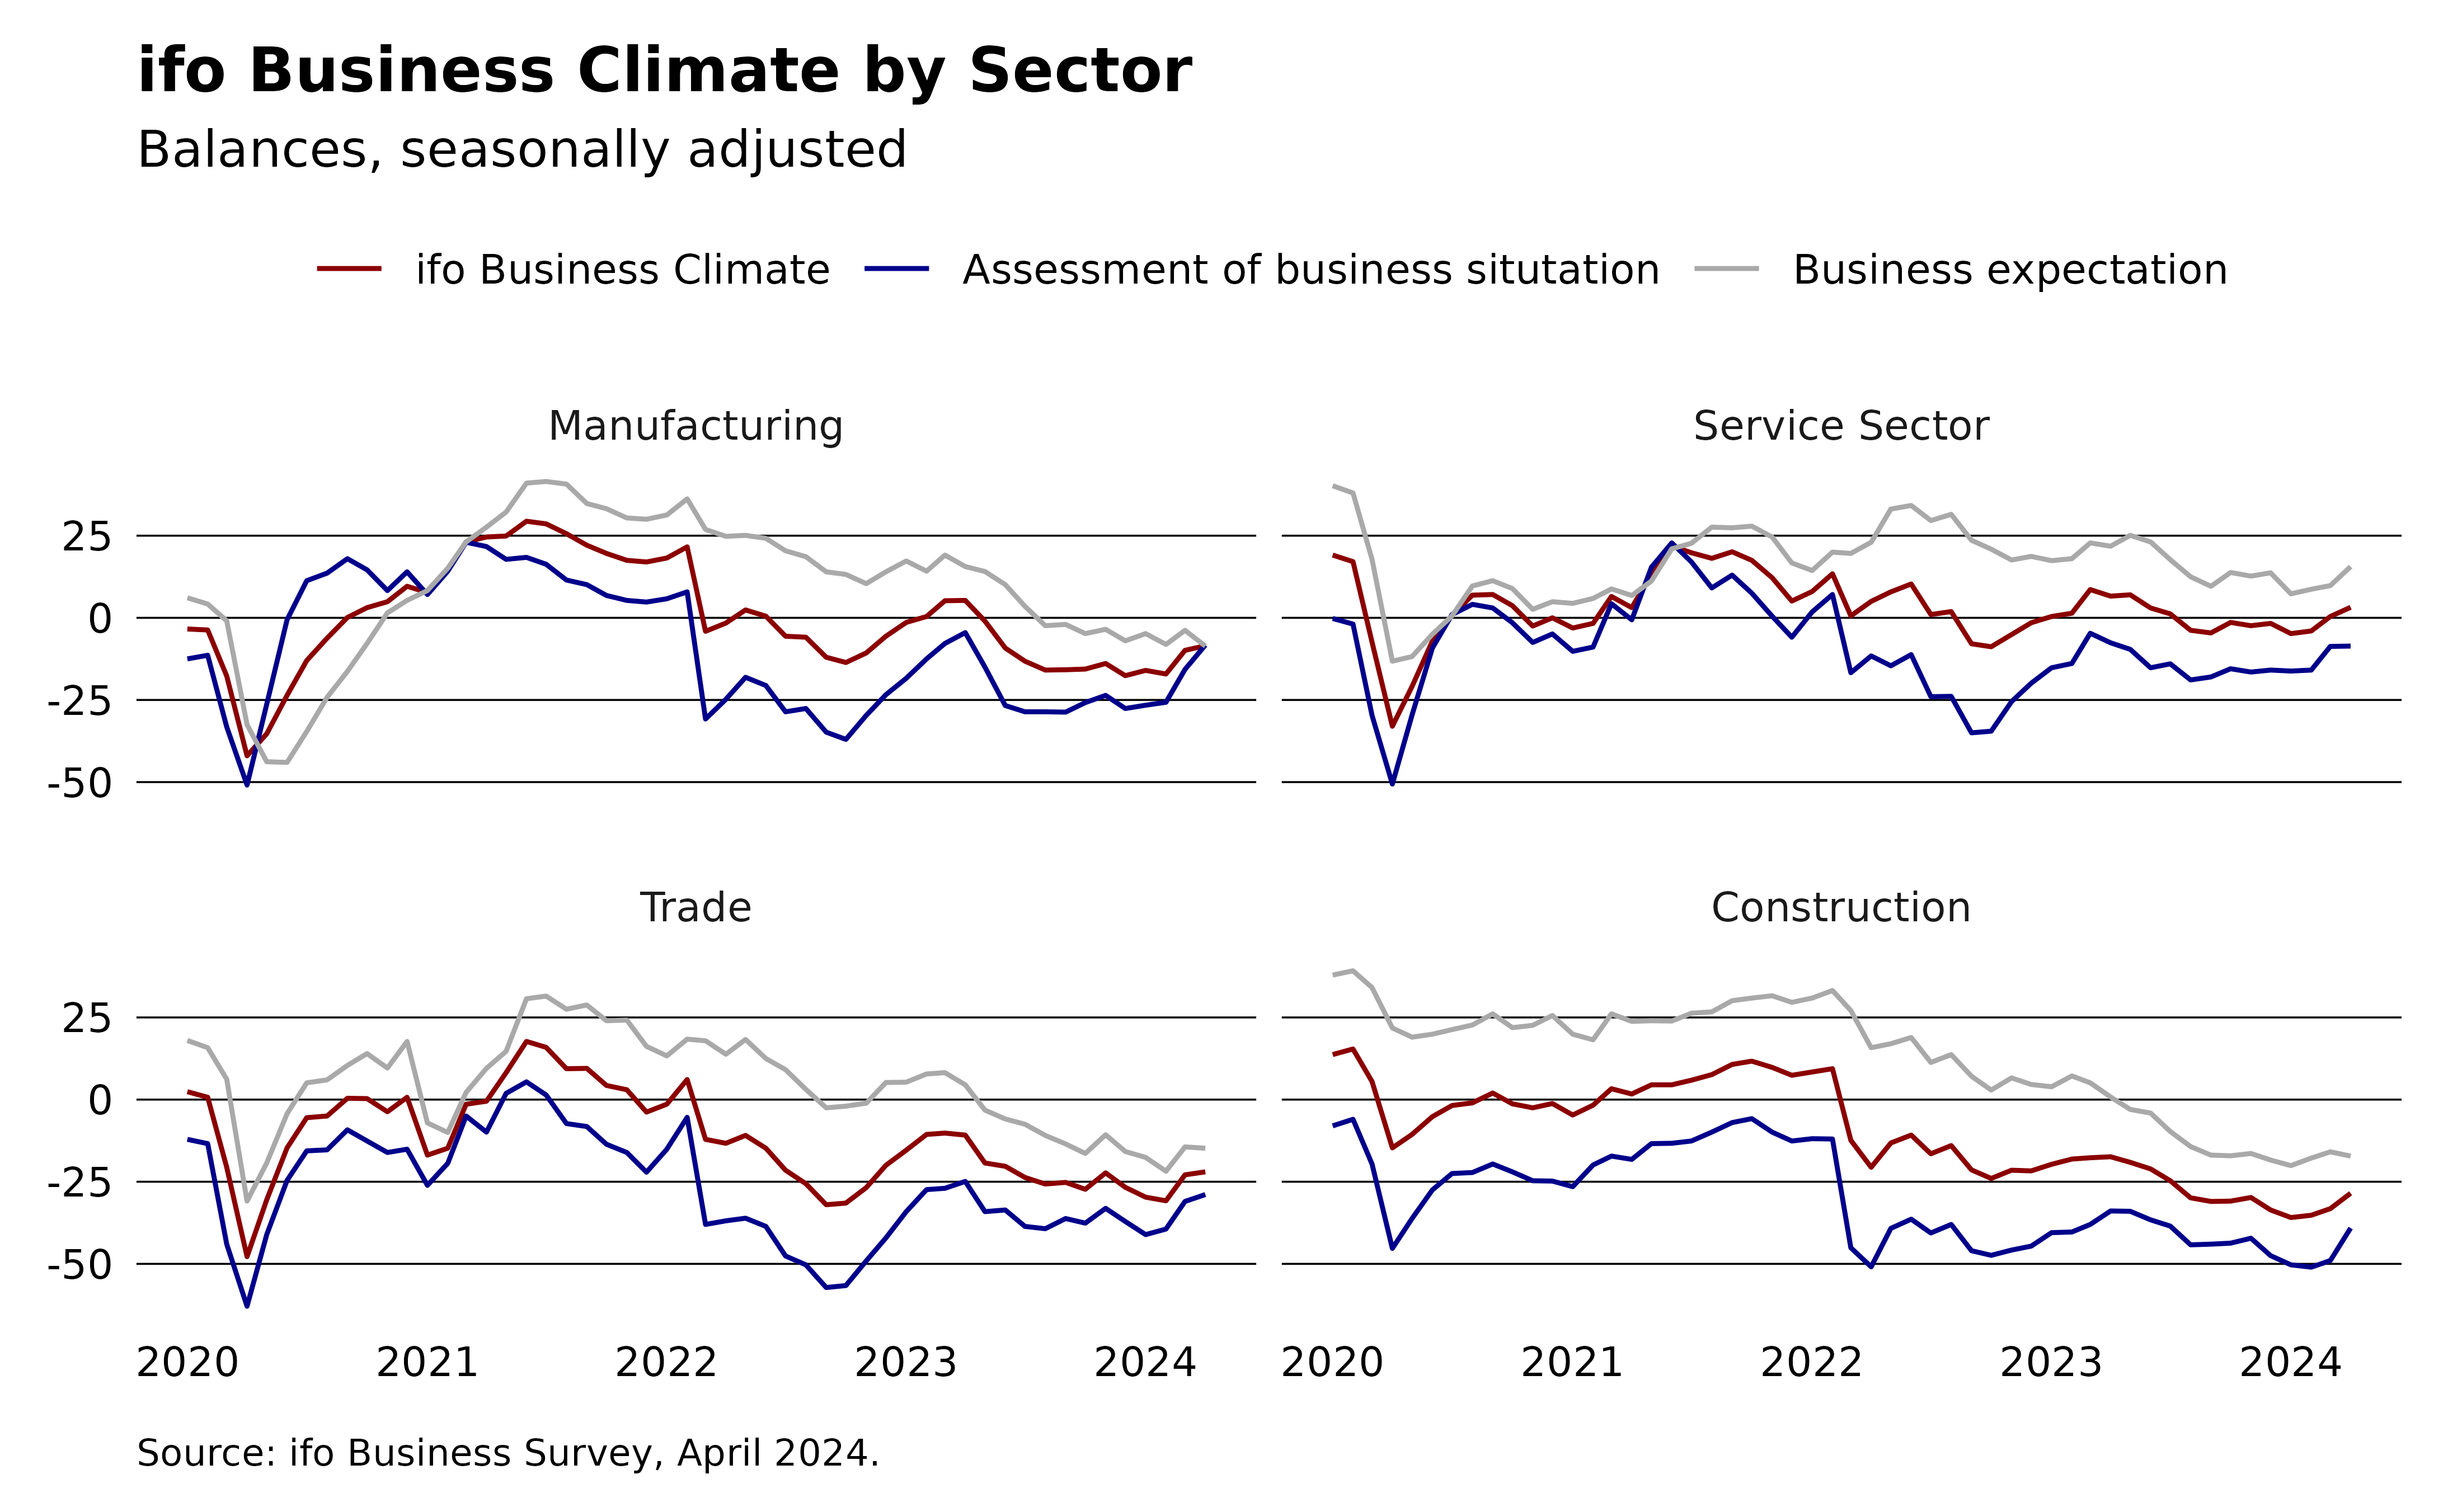 ifo Business Climate by Sector
Balances, seasonally adjusted
ifo Business Climate Assessment of business situtation Business expectation
Manufacturing Service Sector
25
0
-25
-50
Trade Construction
25
0
-25
-50
2020 2021 2022 2023 2024 2020 2021 2022 2023 2024
Source: ifo Business Survey, April 2024.